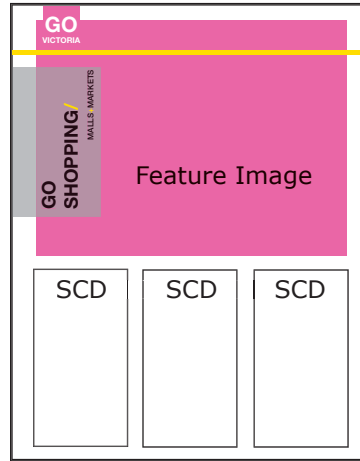 GO
VICTORIA
GO
SHOPPING/
MALLS.MARKETS
Feature Image
SCD
SCD
SCD